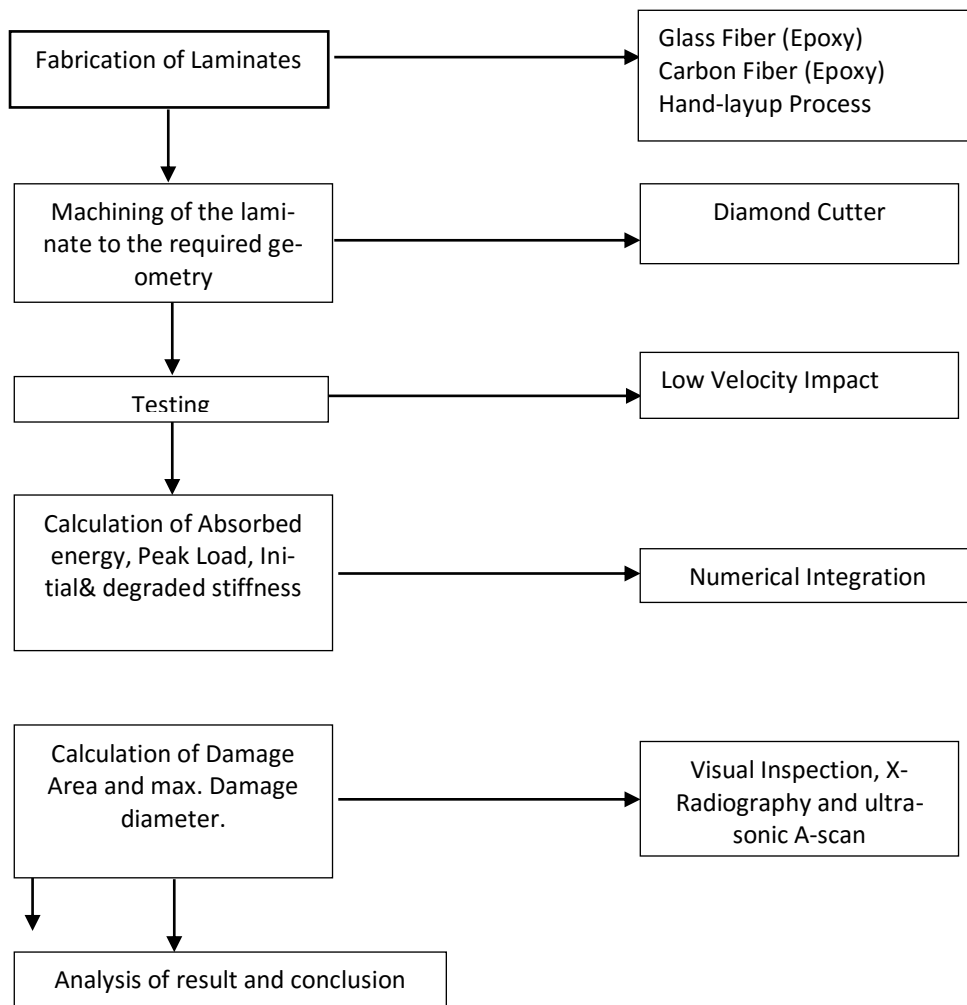 Fabrication of Laminates
Glass Fiber (Epoxy)
Carbon Fiber (Epoxy)
Hand-layup Process
Machining of the lami-
nate to the required ge-
ometry
Diamond Cutter
Testing
Low Velocity Impact
Calculation of Absorbed
energy, Peak Load, Ini-
tial& degraded stiffness
Numerical Integration
Calculation of Damage
Area and max. Damage
diameter.
Visual Inspection, X-
Radiography and ultra-
sonic A-scan
Analysis of result and conclusion